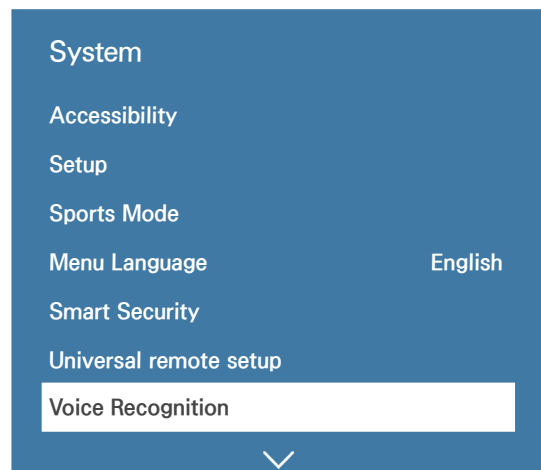 System
Accessibility
Setup
Sports Mode
Menu Language English
Smart Security
Universal remote setup
Voice Recognition